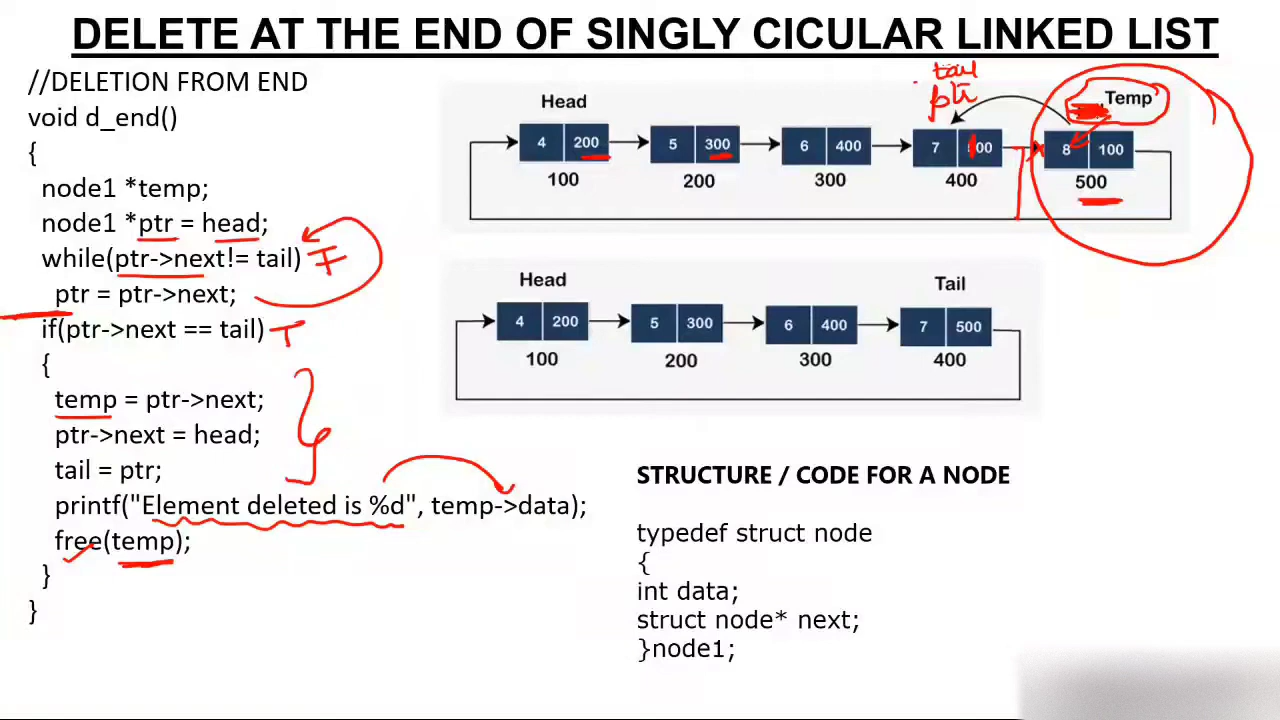 DELETE AT THE END OF SINGLY CICULAR LINKED LIST
//DELETION FROM END
void d_end()
{
node1 *temp;
node1 *ptr = head;
while(ptr->next!= tail) F
ptr = ptr->next;
if(ptr->next == tail) T
{
temp = ptr->next;
ptr->next = head;
tail = ptr;
printf("Element deleted is %d", temp->data);
free(temp);
}
}
tail
ptr
Head Temp
4 200 5 300 6 400 7 8 100
100 200 300 400 500
Head Tail
4 200 5 300 6 400 7 500
100 200 300 400
STRUCTURE / CODE FOR A NODE
typedef struct node
{
int data;
struct node* next;
}node1;